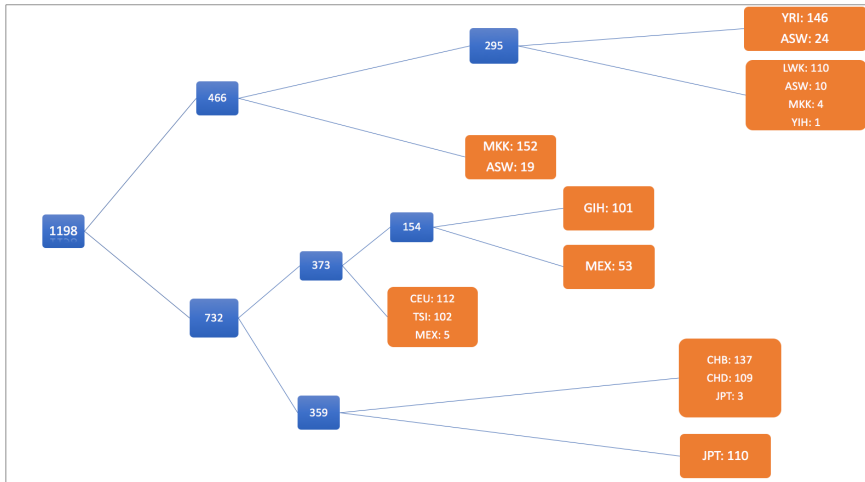 YRI: 146
ASW: 24
295
LWK: 110
ASW: 10
MKK: 4
YIH: 1
466
MKK: 152
ASW: 19
1198
GIH: 101
154
MEX: 53
373
CEU: 112
TSI: 102
MEX: 5
732
CHB: 137
CHD: 109
JPT: 3
359
JPT: 110